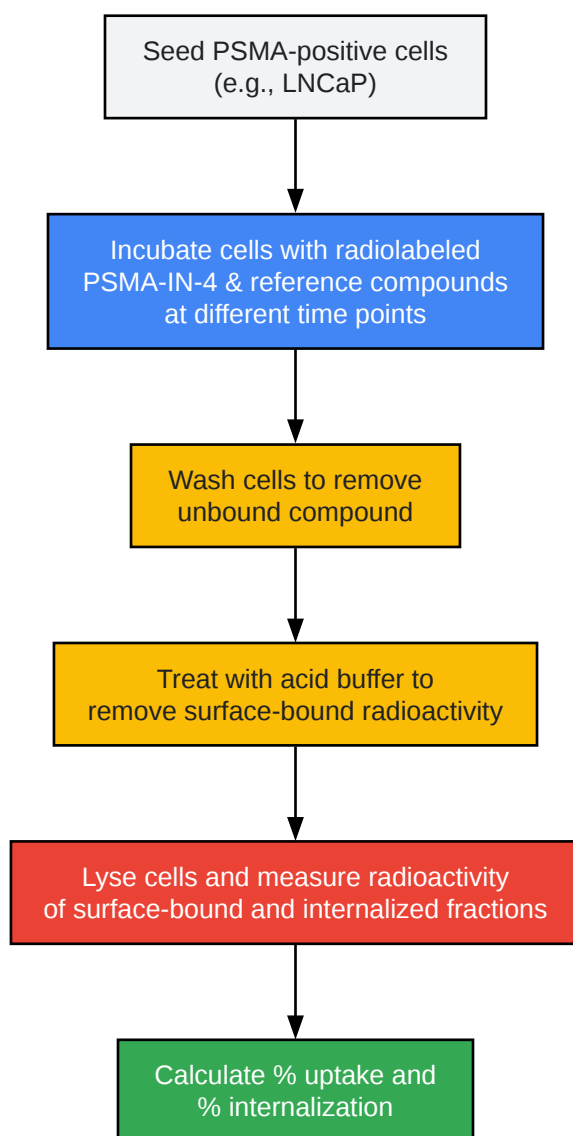 Seed PSMA-positive cells
(e.g., LNCaP)
Incubate cells with radiolabeled
PSMA-IN-4 & reference compounds
at different time points
Wash cells to remove
unbound compound
Treat with acid buffer to
remove surface-bound radioactivity
Lyse cells and measure radioactivity
of surface-bound and internalized fractions
Calculate % uptake and
% internalization